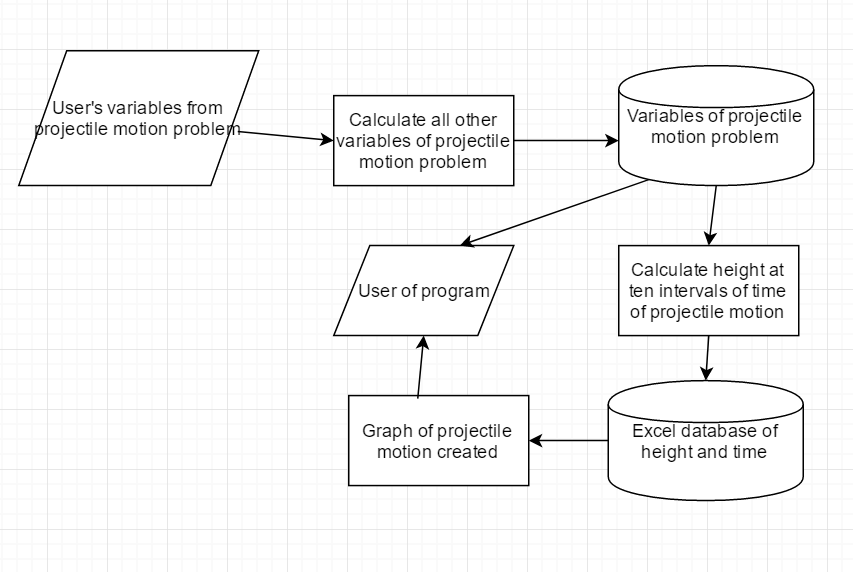 User's variables from
projectile motion problem
Calculate all other
variables of projectile
motion problem
Variables of projectile
motion problem
User of program
Calculate height at
ten intervals of time
of projectile motion
Graph of projectile
motion created
Excel database of
height and time